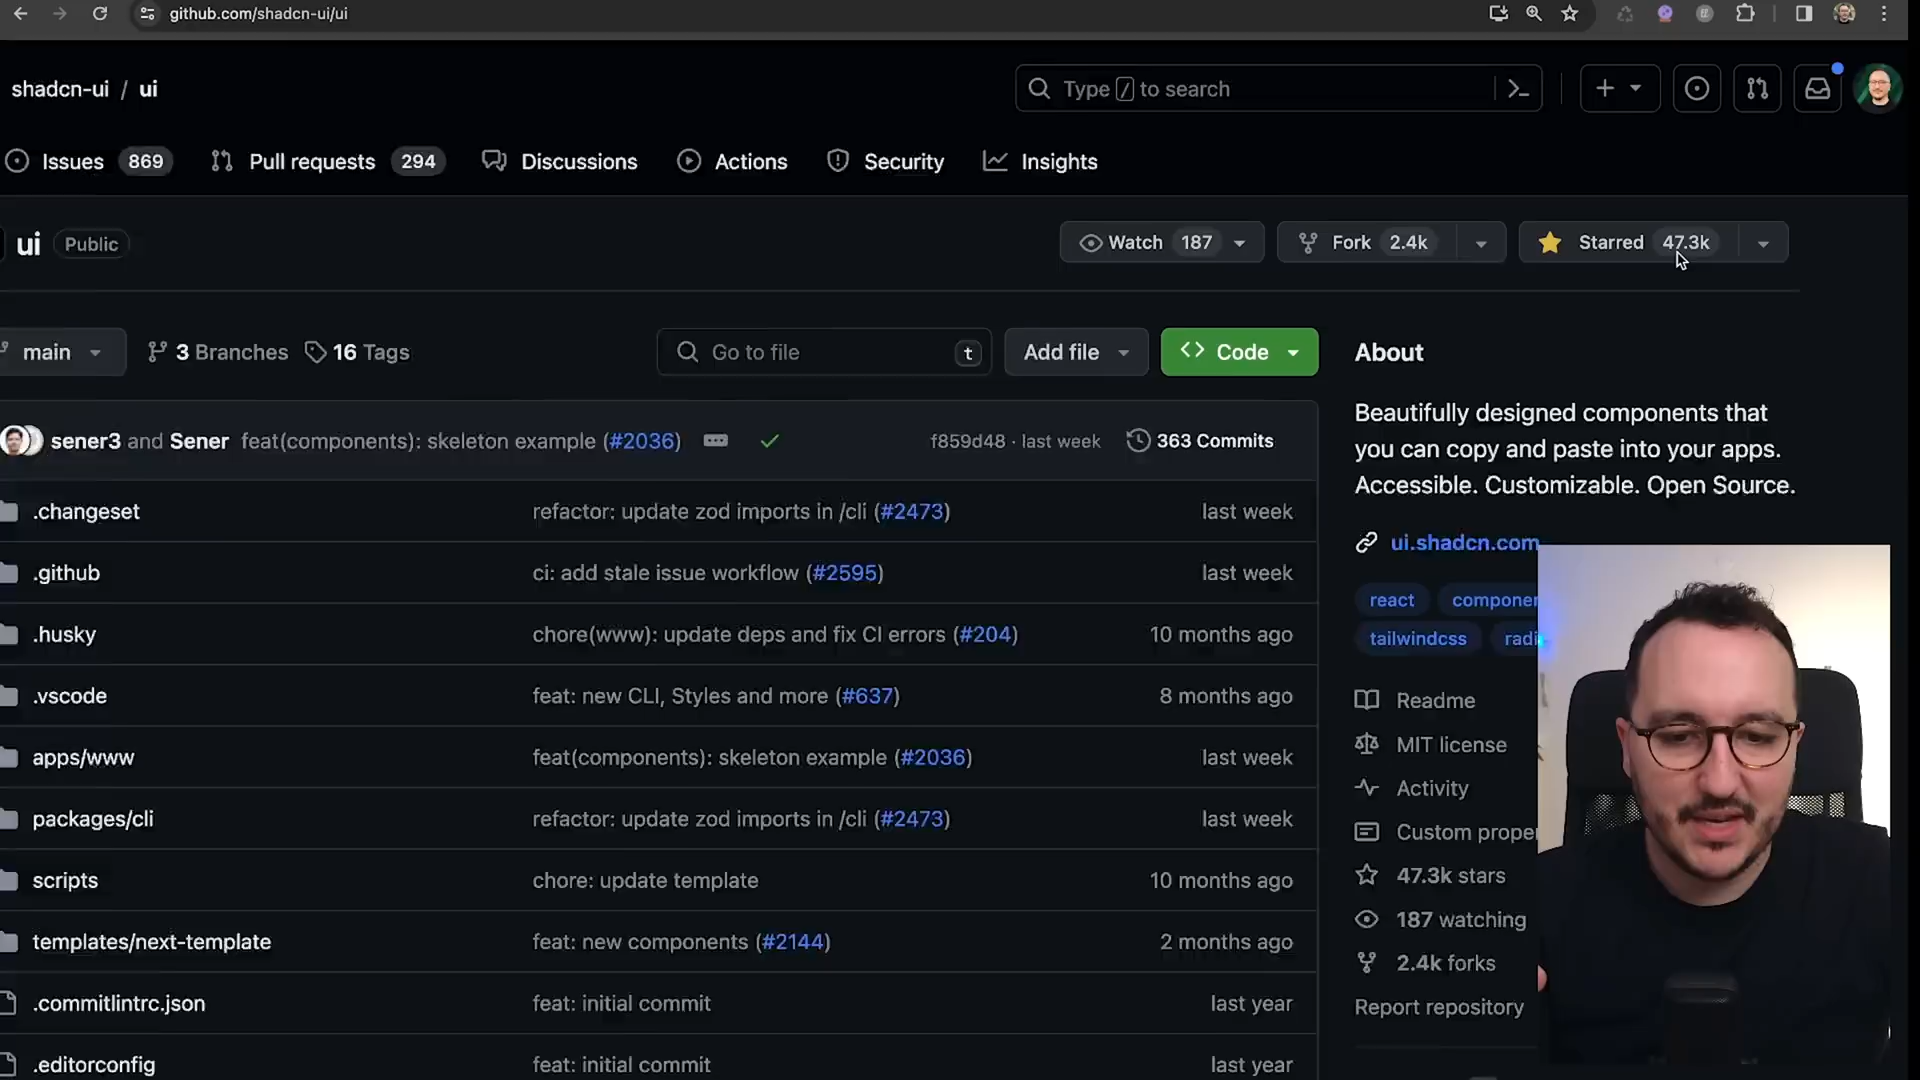 github.com/shadcn-ui/ui
shadcn-ui / ui
Type / to search
Issues 869
Pull requests 294
Discussions
Actions
Security
Insights
ui Public
Watch 187
Fork 2.4k
Starred 47.3k
main
3 Branches
16 Tags
Go to file t
Add file
Code
sener3 and Sener feat(components): skeleton example (#2036)
f859d48 · last week
363 Commits
.changeset refactor: update zod imports in /cli (#2473) last week
.github ci: add stale issue workflow (#2595) last week
.husky chore(www): update deps and fix CI errors (#204) 10 months ago
.vscode feat: new CLI, Styles and more (#637) 8 months ago
apps/www feat(components): skeleton example (#2036) last week
packages/cli refactor: update zod imports in /cli (#2473) last week
scripts chore: update template 10 months ago
templates/next-template feat: new components (#2144) 2 months ago
.commitlintrc.json feat: initial commit last year
.editorconfig feat: initial commit last year
About
Beautifully designed components that
you can copy and paste into your apps.
Accessible. Customizable. Open Source.
ui.shadcn.com
react componen
tailwindcss radi
Readme
MIT license
Activity
Custom proper
47.3k stars
187 watching
2.4k forks
Report repository